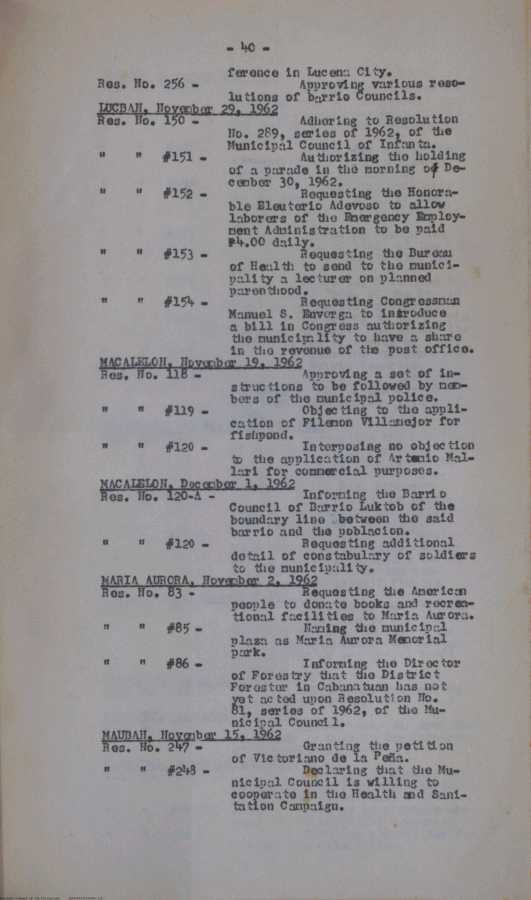 - 40 -
ference in Lucena City.
Res. No. 256 - Approving various reso-
lutions of barrio Councils.
LUCBAN, November 29, 1962
Res. No. 150 - Adhering to Resolution
No. 289, series of 1962, of the
Municipal Council of Infanta.
" " #151 - Authorizing the holding
of a parade in the morning of De-
cember 30, 1962.
" " #152 - Requesting the Honora-
ble Eleuterio Adevoso to allow
laborers of the Emergency Employ-
ment Administration to be paid
₱4.00 daily.
" " #153 - Requesting the Bureau
of Health to send to the munici-
pality a lecturer on planned
parenthood.
" " #154 - Requesting Congressman
Manuel S. Enverga to introduce
a bill in Congress authorizing
the municipality to have a share
in the revenue of the post office.
MACALELON, November 19, 1962
Res. No. 118 - Approving a set of in-
structions to be followed by mem-
bers of the municipal police.
" " #119 - Objecting to the appli-
cation of Filemon Villamejor for
fishpond.
" " #120 - Interposing no objection
to the application of Artemio Mal-
lari for commercial purposes.
MACALELON, December 1, 1962
Res. No. 120-A - Informing the Barrio
Council of Barrio Luktob of the
boundary line between the said
barrio and the poblacion.
" " #120 - Requesting additional
detail of constabulary of soldiers
to the municipality.
MARIA AURORA, November 2, 1962
Res. No. 83 - Requesting the American
people to donate books and recrea-
tional facilities to Maria Aurora.
" " #85 - Naming the municipal
plaza as Maria Aurora Memorial
park.
" " #86 - Informing the Director
of Forestry that the District
Forester in Cabanatuan has not
yet acted upon Resolution No.
81, series of 1962, of the Mu-
nicipal Council.
MAUBAN, November 15, 1962
Res. No. 247 - Granting the petition
of Victoriano de la Peña.
" " #248 - Declaring that the Mu-
nicipal Council is willing to
cooperate in the Health and Sani-
tation Campaign.